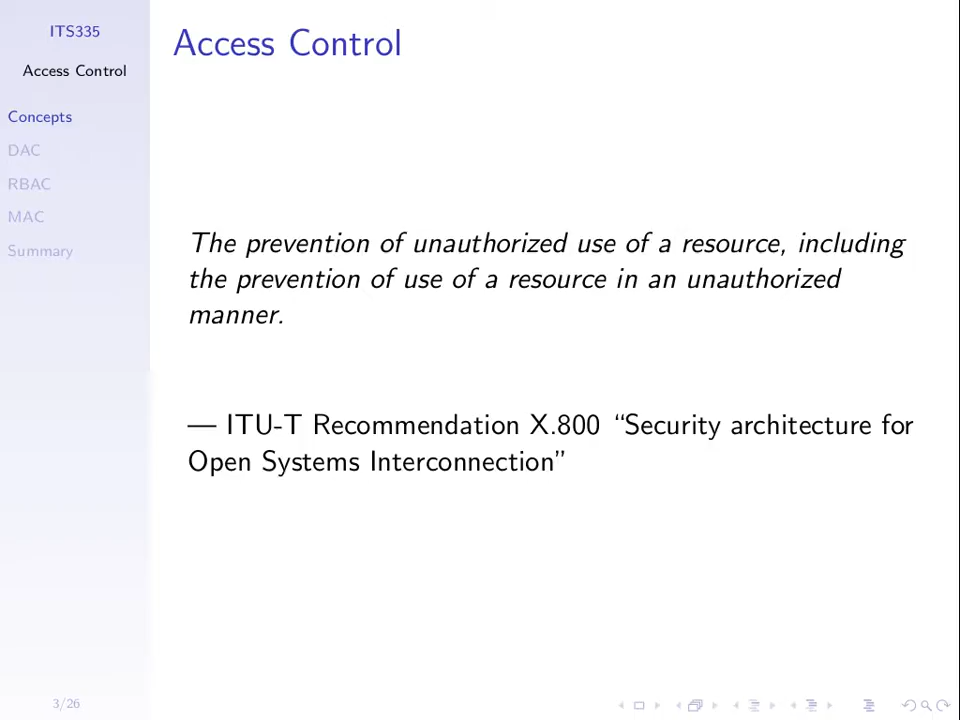 ITS335
Access Control
Concepts
DAC
RBAC
MAC
Summary
3/26
Access Control
The prevention of unauthorized use of a resource, including
the prevention of use of a resource in an unauthorized
manner.
— ITU-T Recommendation X.800 “Security architecture for
Open Systems Interconnection”